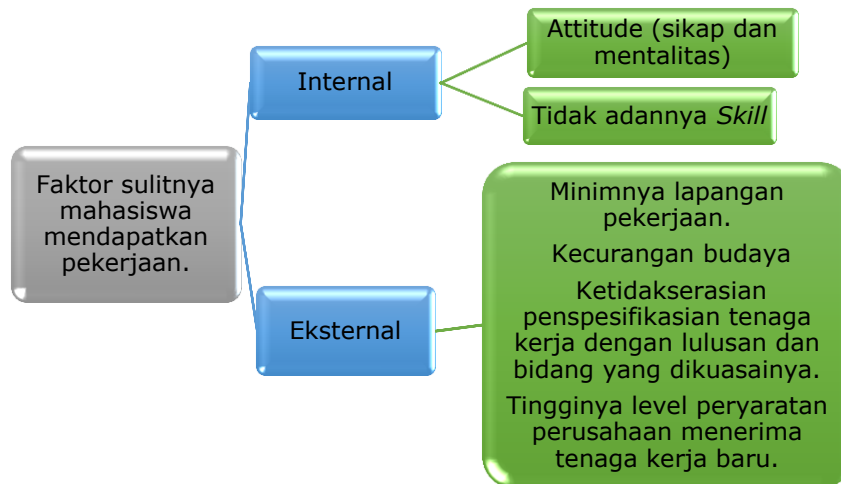 Faktor sulitnya
mahasiswa
mendapatkan
pekerjaan.
Internal
Attitude (sikap dan
mentalitas)
Tidak adannya Skill
Eksternal
Minimnya lapangan
pekerjaan.
Kecurangan budaya
Ketidakserasian
penspesifikasian tenaga
kerja dengan lulusan dan
bidang yang dikuasainya.
Tingginya level peryaratan
perusahaan menerima
tenaga kerja baru.